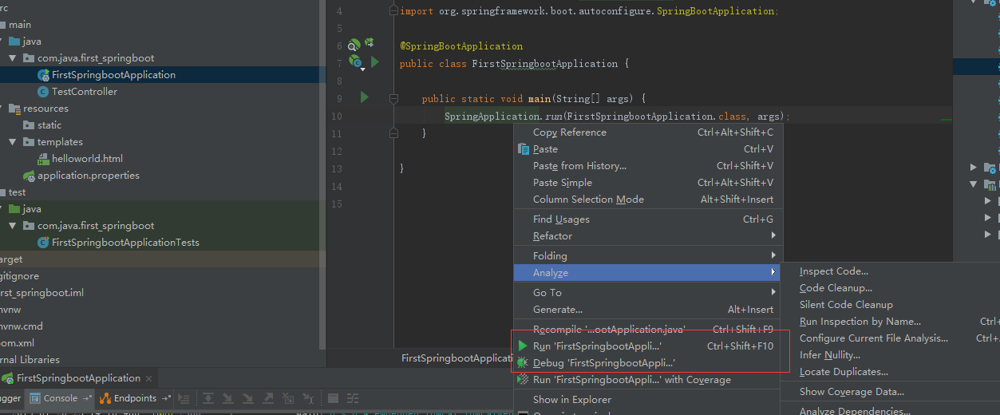 rc
main
java
com.java.first_springboot
FirstSpringbootApplication
TestController
resources
static
templates
helloworld.html
application.properties
test
java
com.java.first_springboot
FirstSpringbootApplicationTests
arget
gitignore
rst_springboot.iml
nvnw
nvnw.cmd
oom.xml
rnal Libraries
4 import org.springframework.boot.autoconfigure.SpringBootApplication;
5
6 @SpringBootApplication
7 public class FirstSpringbootApplication {
8
9 public static void main(String[] args) {
10 SpringApplication.run(FirstSpringbootApplication.class, args);
11 }
12
13 }
14
15
Copy Reference Ctrl+Alt+Shift+C
Paste Ctrl+V
Paste from History... Ctrl+Shift+V
Paste Simple Ctrl+Alt+Shift+V
Column Selection Mode Alt+Shift+Insert
Find Usages Ctrl+G
Refactor
Folding
Analyze
Go To
Generate... Alt+Insert
Recompile '...ootApplication.java' Ctrl+Shift+F9
Run 'FirstSpringbootAppli...' Ctrl+Shift+F10
Debug 'FirstSpringbootAppli...'
Run 'FirstSpringbootAppli...' with Coverage
Show in Explorer
Inspect Code...
Code Cleanup...
Silent Code Cleanup
Run Inspection by Name... Ctrl+
Configure Current File Analysis... Ctrl+
Infer Nullity...
Locate Duplicates...
Show Coverage Data...
Analyze Dependencies...
FirstSpringbootA
FirstSpringbootApplication
ugger Console Endpoints